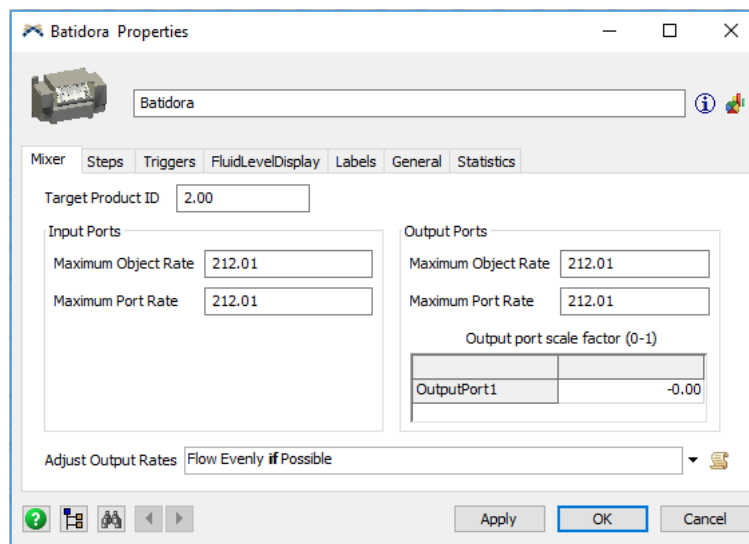 Batidora Properties
Batidora
Mixer Steps Triggers FluidLevelDisplay Labels General Statistics
Target Product ID 2.00
Input Ports
Maximum Object Rate 212.01
Maximum Port Rate 212.01
Output Ports
Maximum Object Rate 212.01
Maximum Port Rate 212.01
Output port scale factor (0-1)
OutputPort1 -0.00
Adjust Output Rates Flow Evenly if Possible
Apply OK Cancel